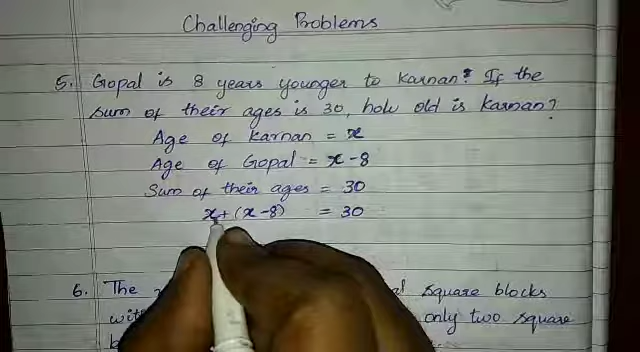 Challenging Problems
5. Gopal is 8 years younger to Karnan? If the
sum of their ages is 30, how old is Karnan?
Age of Karnan = x
Age of Gopal = x-8
Sum of their ages = 30
x+(x-8) = 30
6. The square blocks
only two square